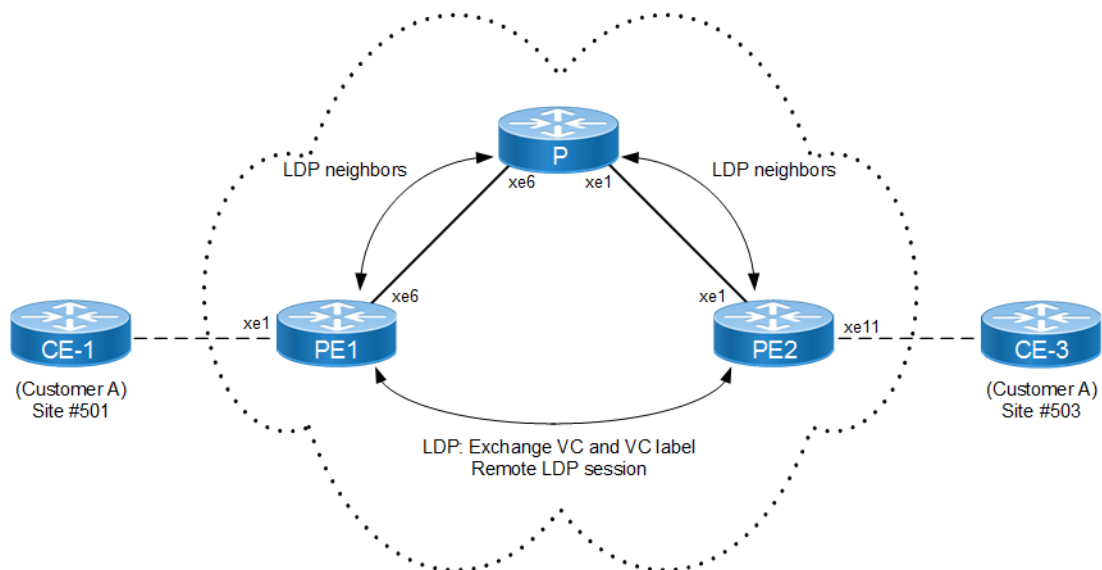 P
LDP neighbors
LDP neighbors
xe6
xe1
xe6
xe1
xe1
xe11
CE-1
PE1
PE2
CE-3
(Customer A)
Site #501
(Customer A)
Site #503
LDP: Exchange VC and VC label
Remote LDP session